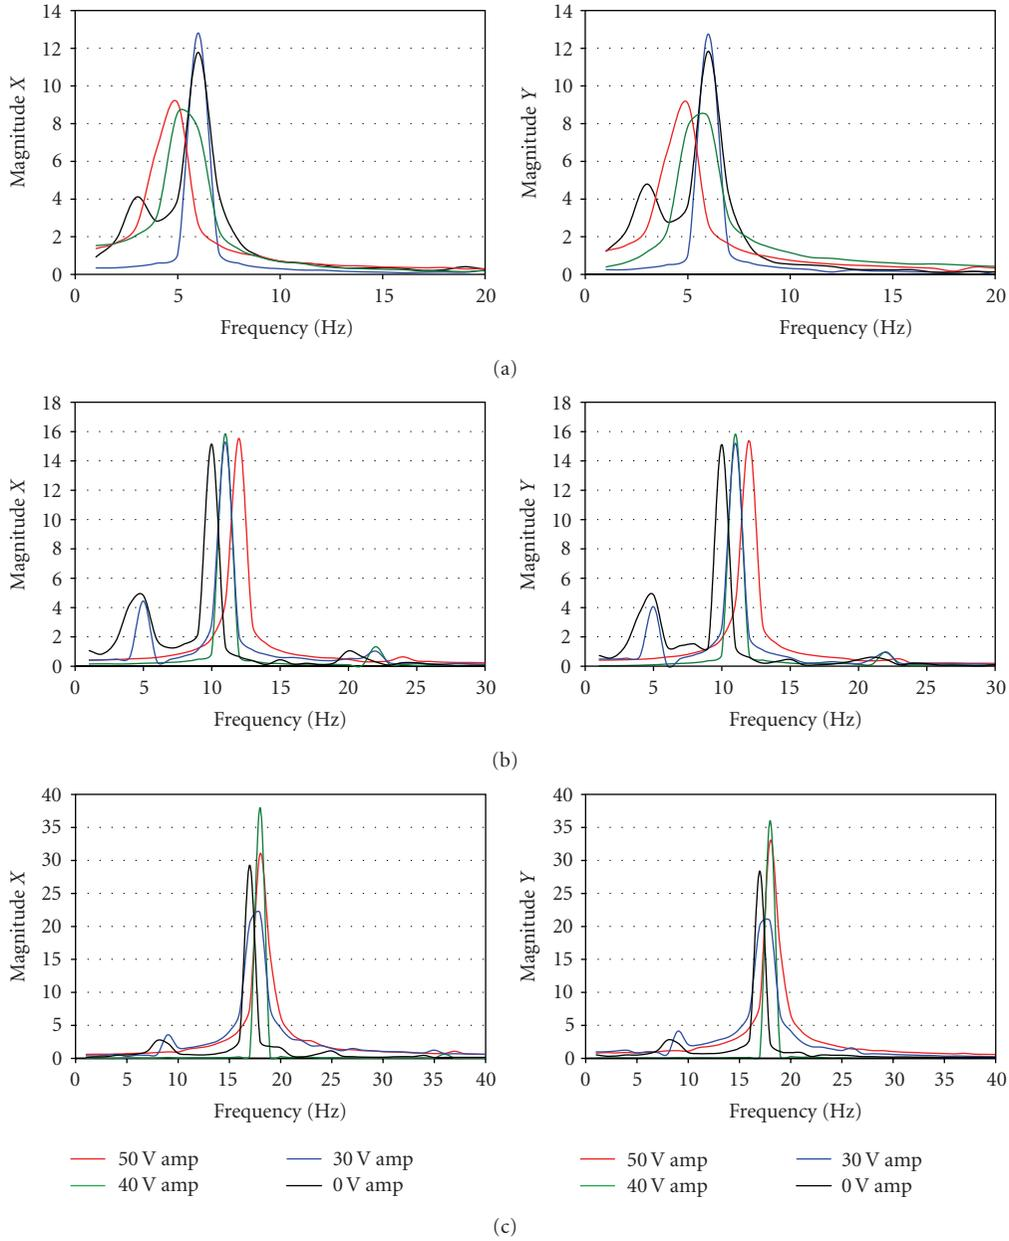 14
12
10
8
6
4
2
0
Magnitude X
0 5 10 15 20
Frequency (Hz)
14
12
10
8
6
4
2
0
Magnitude Y
0 5 10 15 20
Frequency (Hz)
(a)
18
16
14
12
10
8
6
4
2
0
Magnitude X
0 5 10 15 20 25 30
Frequency (Hz)
18
16
14
12
10
8
6
4
2
0
Magnitude Y
0 5 10 15 20 25 30
Frequency (Hz)
(b)
40
35
30
25
20
15
10
5
0
Magnitude X
0 5 10 15 20 25 30 35 40
Frequency (Hz)
40
35
30
25
20
15
10
5
0
Magnitude Y
0 5 10 15 20 25 30 35 40
Frequency (Hz)
50 V amp
40 V amp
30 V amp
0 V amp
50 V amp
40 V amp
30 V amp
0 V amp
(c)